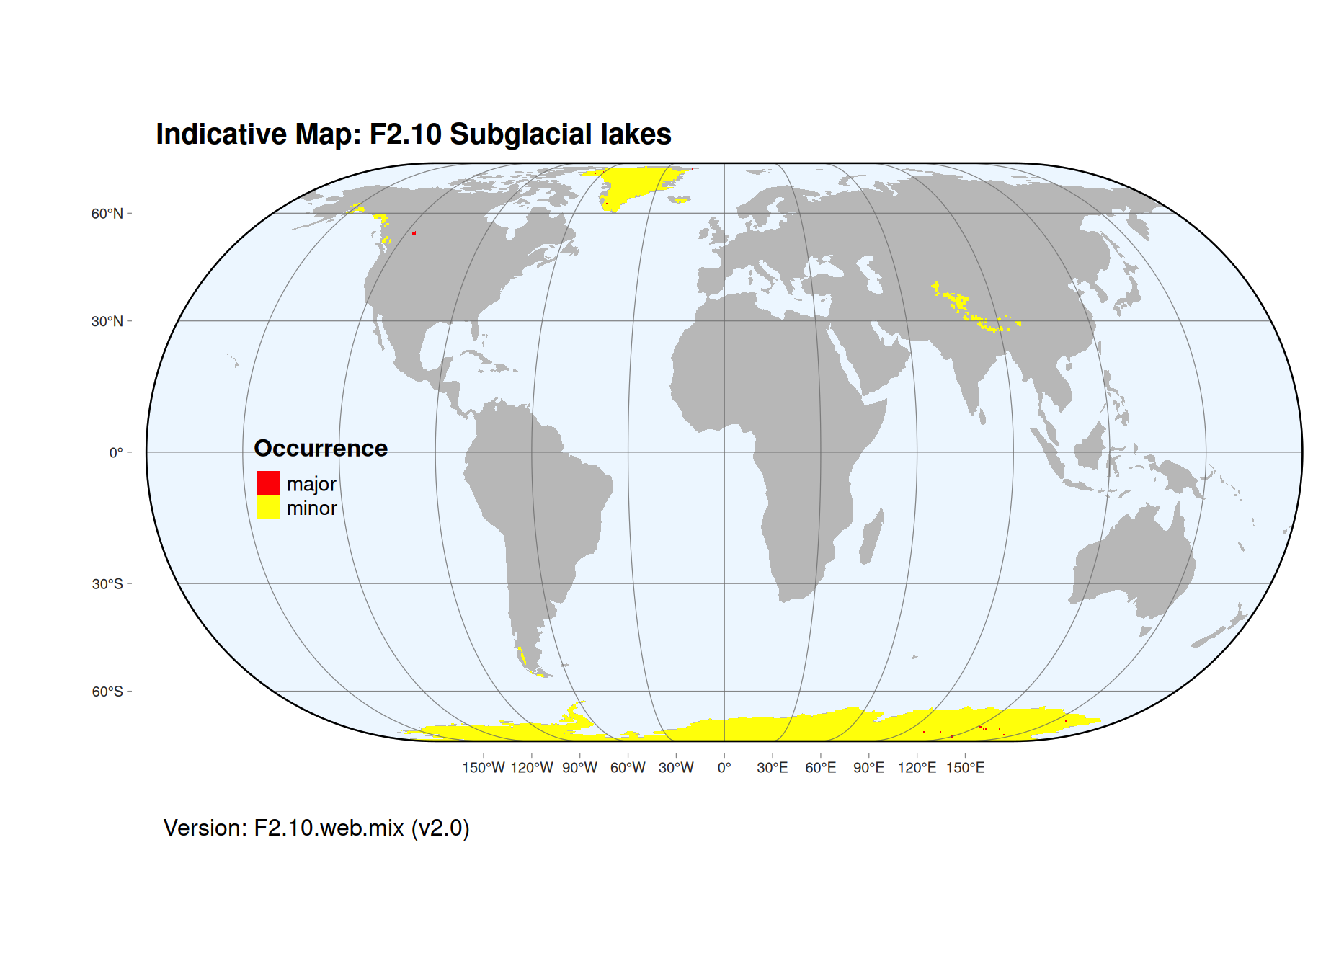 Indicative Map: F2.10 Subglacial lakes
60°N
30°N
0°
30°S
60°S
Occurrence
major
minor
150°W 120°W 90°W 60°W 30°W 0° 30°E 60°E 90°E 120°E 150°E
Version: F2.10.web.mix (v2.0)